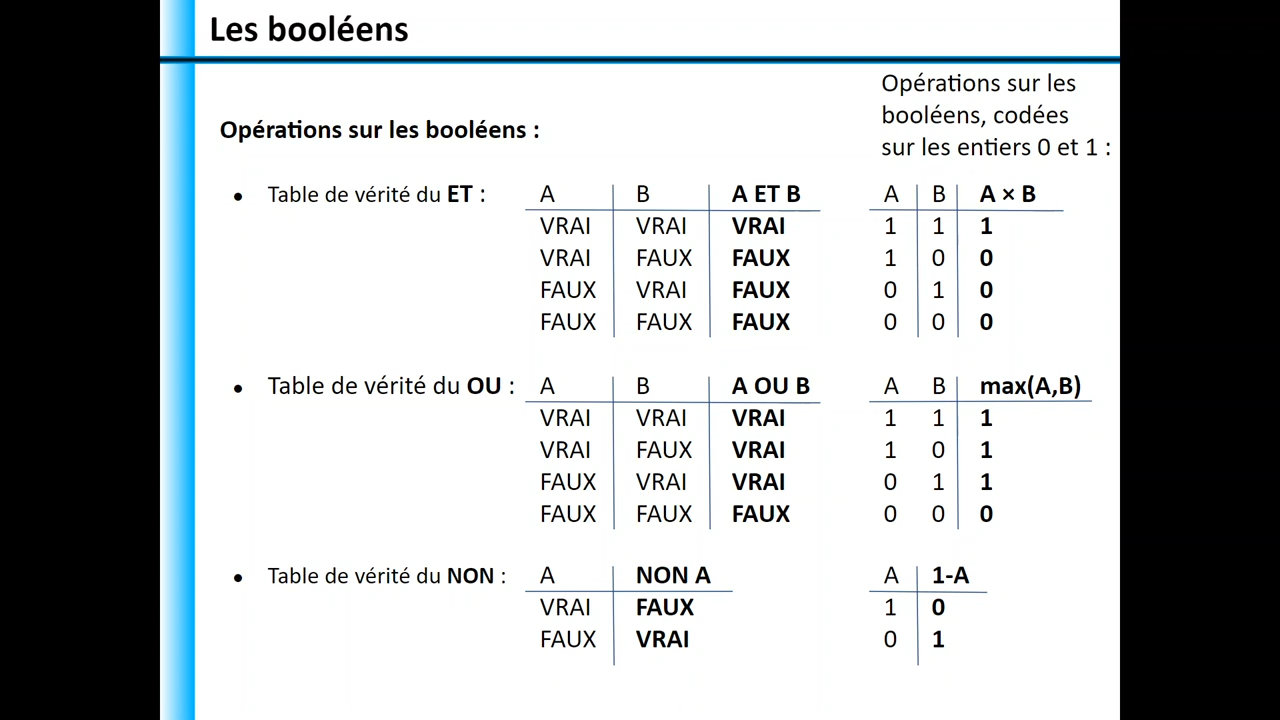 Les booléens
Opérations sur les booléens :
Opérations sur les
booléens, codées
sur les entiers 0 et 1 :
• Table de vérité du ET : A B A ET B A B A × B
VRAI VRAI VRAI 1 1 1
VRAI FAUX FAUX 1 0 0
FAUX VRAI FAUX 0 1 0
FAUX FAUX FAUX 0 0 0
• Table de vérité du OU : A B A OU B A B max(A,B)
VRAI VRAI VRAI 1 1 1
VRAI FAUX VRAI 1 0 1
FAUX VRAI VRAI 0 1 1
FAUX FAUX FAUX 0 0 0
• Table de vérité du NON : A NON A A 1-A
VRAI FAUX 1 0
FAUX VRAI 0 1